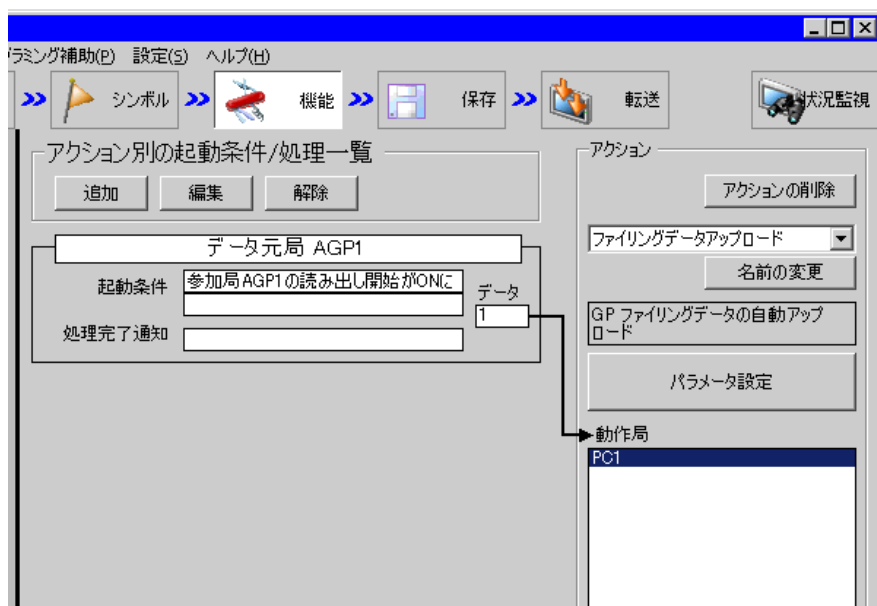 ラミング補助(P) 設定(S) ヘルプ(H)
シンボル 機能 保存 転送 状況監視
アクション別の起動条件/処理一覧
追加 編集 解除
データ元局 AGP1
起動条件 参加局AGP1の読み出し開始がONに
データ
1
処理完了通知
アクション
アクションの削除
ファイリングデータアップロード
名前の変更
GP ファイリングデータの自動アップ
ロード
パラメータ設定
動作局
PC1